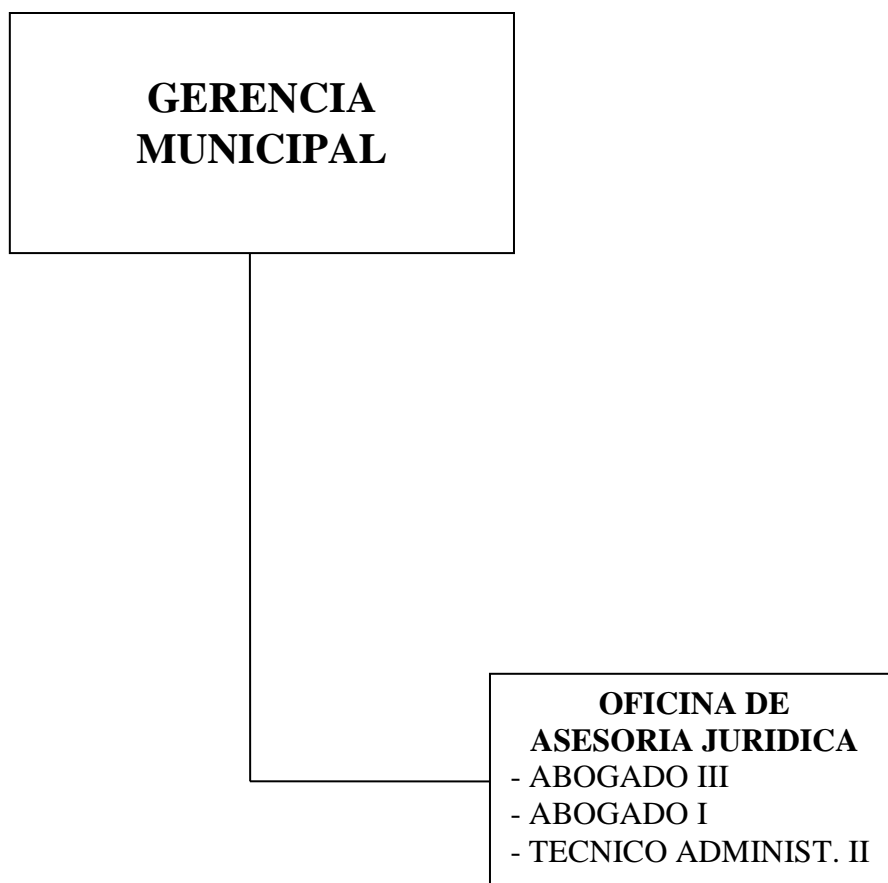 GERENCIA
MUNICIPAL
OFICINA DE
ASESORIA JURIDICA
- ABOGADO III
- ABOGADO I
- TECNICO ADMINIST. II